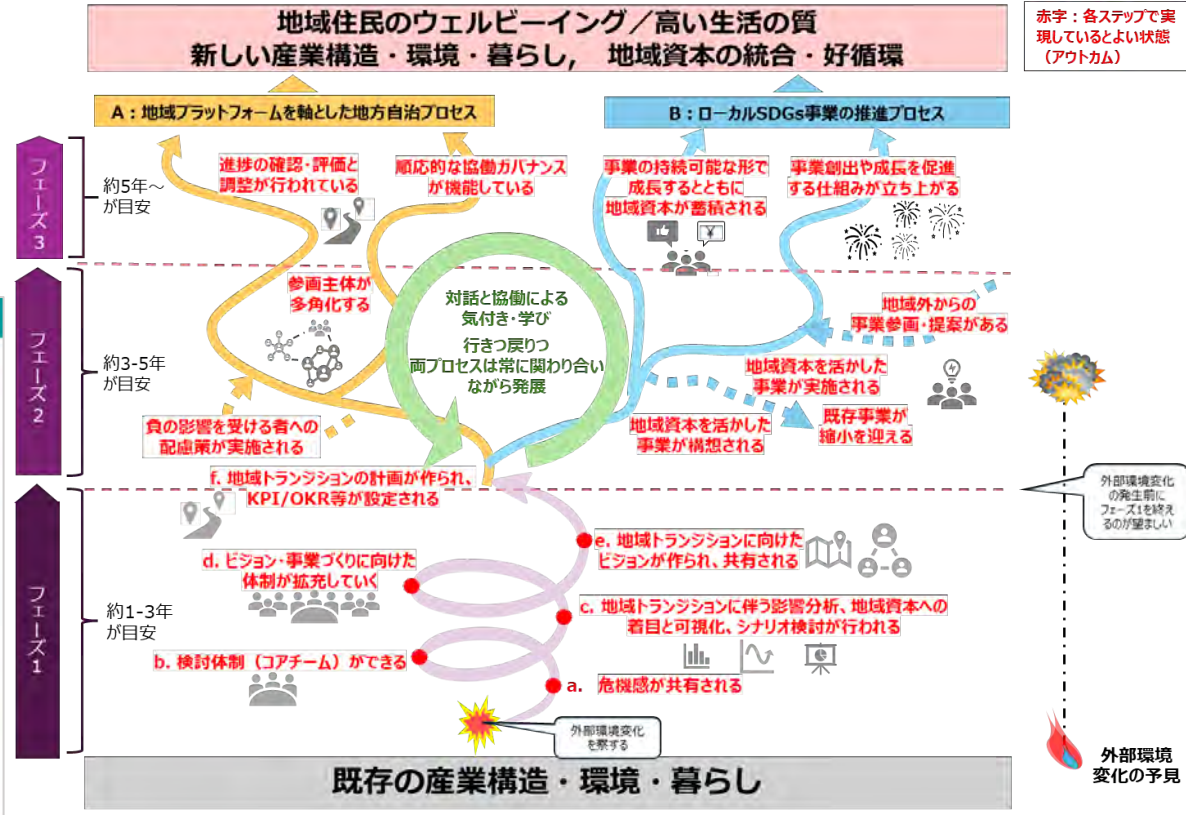 地域住民のウェルビーイング／高い生活の質
新しい産業構造・環境・暮らし，　地域資本の統合・好循環
赤字：各ステップで実
現しているとよい状態
（アウトカム）
A：地域プラットフォームを軸とした地方自治プロセス
B：ローカルSDGs事業の推進プロセス
フェーズ3
約5年～
が目安
進捗の確認・評価と
調整が行われている
順応的な協働ガバナンス
が機能している
事業の持続可能な形で
成長するとともに
地域資本が蓄積される
事業創出や成長を促進
する仕組みが立ち上がる
フェーズ2
約3-5年
が目安
参画主体が
多角化する
対話と協働による
気付き・学び
行きつ戻りつ
両プロセスは常に関わり合い
ながら発展
地域外からの
事業参画・提案がある
地域資本を活かした
事業が実施される
既存事業が
縮小を迎える
地域資本を活かした
事業が構想される
負の影響を受ける者への
配慮策が実施される
f. 地域トランジションの計画が作られ、
KPI/OKR等が設定される
外部環境変化
の発生前に
フェーズ1を終え
るのが望ましい
フェーズ1
約1-3年
が目安
e. 地域トランジションに向けた
ビジョンが作られ、共有される
d. ビジョン・事業づくりに向けた
体制が拡充していく
c. 地域トランジションに伴う影響分析、地域資本への
着目と可視化、シナリオ検討が行われる
b. 検討体制（コアチーム）ができる
a. 危機感が共有される
外部環境変化
を察する
外部環境
変化の予見
既存の産業構造・環境・暮らし